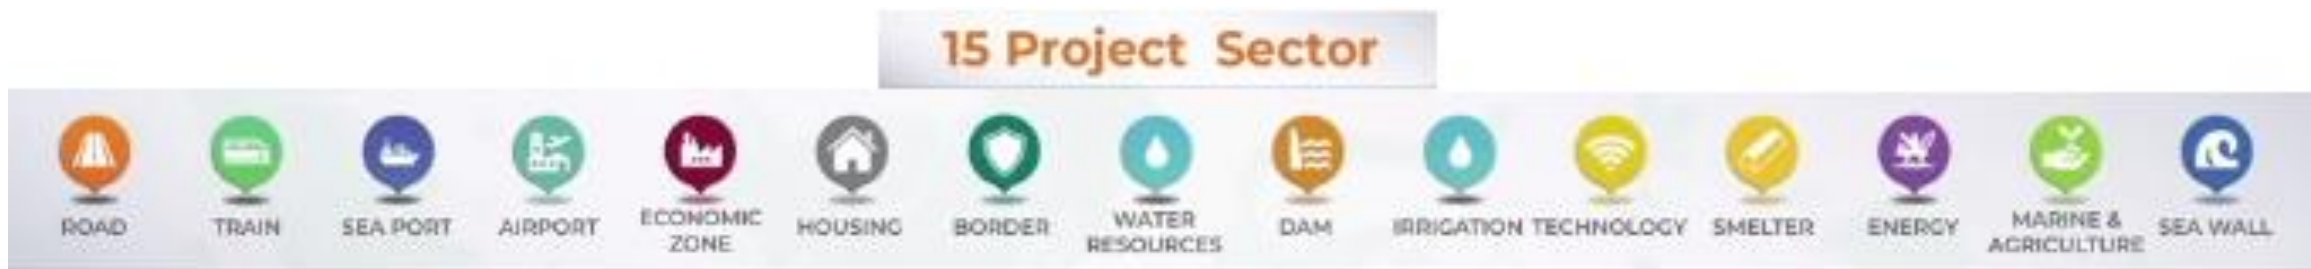 15 Project Sector
ROAD
TRAIN
SEA PORT
AIRPORT
ECONOMIC
ZONE
HOUSING
BORDER
WATER
RESOURCES
DAM
IRRIGATION
TECHNOLOGY
SMELTER
ENERGY
MARINE &
AGRICULTURE
SEA WALL